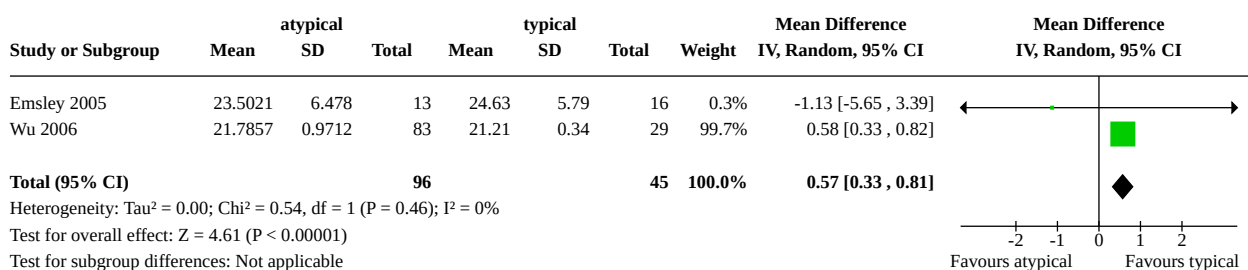 atypical typical Mean Difference Mean Difference
Study or Subgroup Mean SD Total Mean SD Total Weight IV, Random, 95% CI IV, Random, 95% CI
Emsley 2005 23.5021 6.478 13 24.63 5.79 16 0.3% -1.13 [-5.65 , 3.39]
Wu 2006 21.7857 0.9712 83 21.21 0.34 29 99.7% 0.58 [0.33 , 0.82]
Total (95% CI) 96 45 100.0% 0.57 [0.33 , 0.81]
Heterogeneity: Tau² = 0.00; Chi² = 0.54, df = 1 (P = 0.46); I² = 0%
Test for overall effect: Z = 4.61 (P < 0.00001)
-2 -1 0 1 2
Test for subgroup differences: Not applicable Favours atypical Favours typical